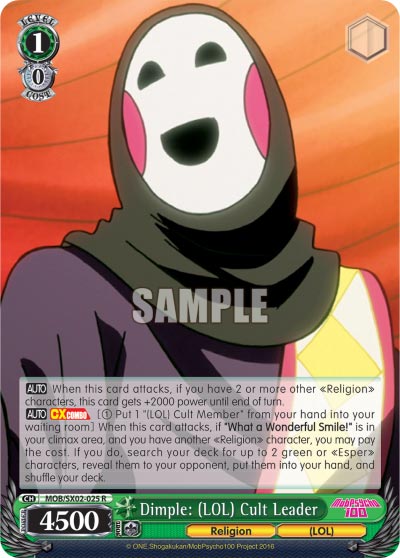 LEVEL
1
0
COST
SAMPLE
AUTO When this card attacks, if you have 2 or more other «Religion»
characters, this card gets +2000 power until end of turn.
AUTO CXCOMBO [① Put 1 "(LOL) Cult Member" from your hand into your
waiting room] When this card attacks, if "What a Wonderful Smile!" is in
your climax area, and you have another «Religion» character, you may pay
the cost. If you do, search your deck for up to 2 green or «Esper»
characters, reveal them to your opponent, put them into your hand, and
shuffle your deck.
CH MOB/SX02-025 R
POWER 4500 Dimple: (LOL) Cult Leader MobPsycho 100
Religion (LOL)
© ONE,Shogakukan/MobPsycho100 Project 2016